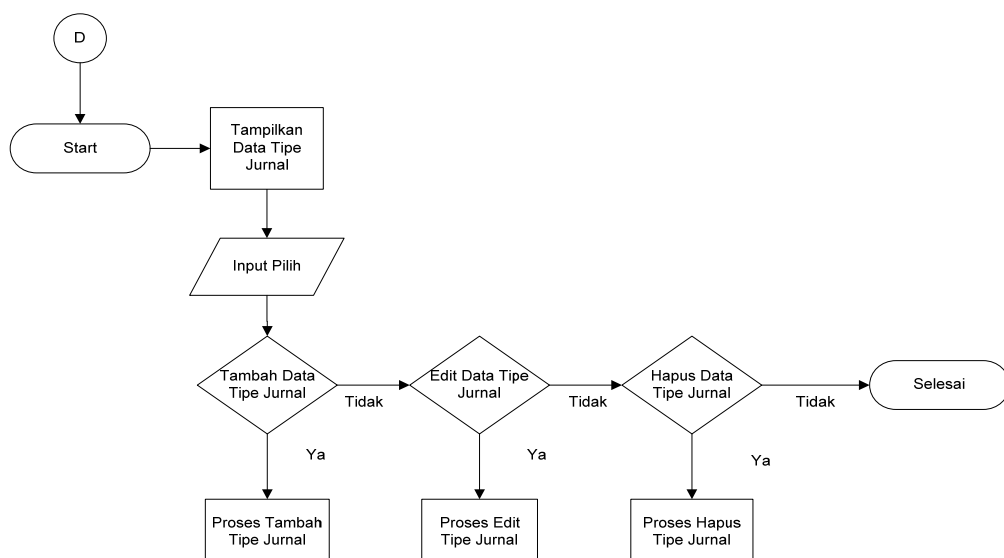 D
Start
Tampilkan
Data Tipe
Jurnal
Input Pilih
Tambah Data
Tipe Jurnal
Tidak
Edit Data Tipe
Jurnal
Tidak
Hapus Data
Tipe Jurnal
Tidak
Selesai
Ya
Ya
Ya
Proses Tambah
Tipe Jurnal
Proses Edit
Tipe Jurnal
Proses Hapus
Tipe Jurnal